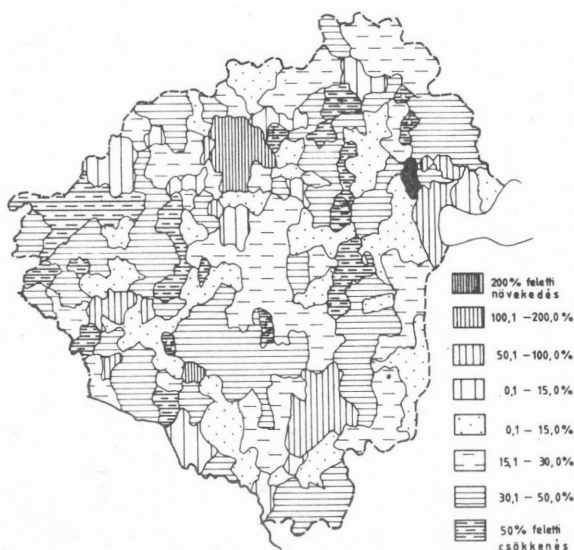 200% feletti
növekedés
100,1 – 200,0%
50,1 – 100,0%
0,1 – 15,0%
0,1 – 15,0%
15,1 – 30,0%
30,1 – 50,0%
50% feletti
csökkenés